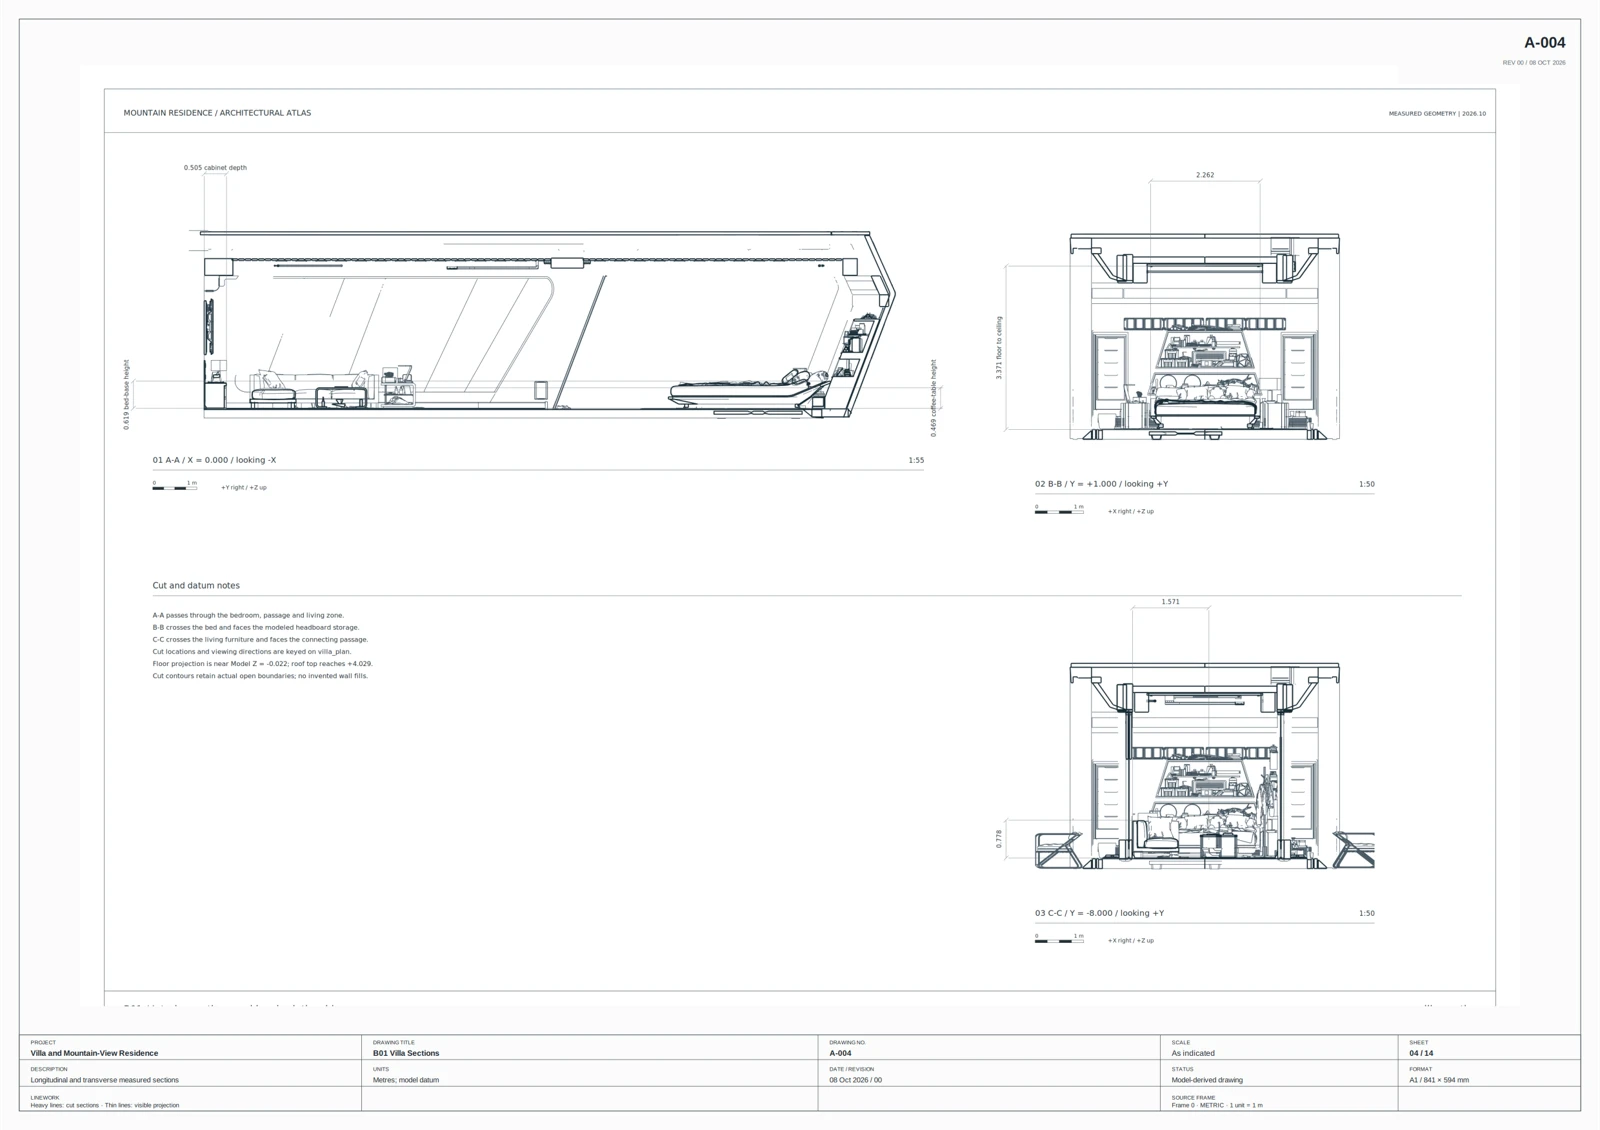 A-004
REV 00 / 08 OCT 2026
MOUNTAIN RESIDENCE / ARCHITECTURAL ATLAS
MEASURED GEOMETRY | 2026.10
0.505 cabinet depth
0.619 bed-base height
0.469 coffee-table height
01 A-A / X = 0.000 / looking -X
1:55
0
1 m
+Y right / +Z up
2.262
3.371 floor to ceiling
02 B-B / Y = +1.000 / looking +Y
1:50
0
1 m
+X right / +Z up
Cut and datum notes
A-A passes through the bedroom, passage and living zone.
B-B crosses the bed and faces the modeled headboard storage.
C-C crosses the living furniture and faces the connecting passage.
Cut locations and viewing directions are keyed on villa_plan.
Floor projection is near Model Z = -0.022; roof top reaches +4.029.
Cut contours retain actual open boundaries; no invented wall fills.
1.571
0.778
03 C-C / Y = -8.000 / looking +Y
1:50
0
1 m
+X right / +Z up
PROJECT
Villa and Mountain-View Residence
DRAWING TITLE
B01 Villa Sections
DRAWING NO.
A-004
SCALE
As indicated
SHEET
04 / 14
DESCRIPTION
Longitudinal and transverse measured sections
UNITS
Metres; model datum
DATE / REVISION
08 Oct 2026 / 00
STATUS
Model-derived drawing
FORMAT
A1 / 841 × 594 mm
LINEWORK
Heavy lines: cut sections · Thin lines: visible projection
SOURCE FRAME
Frame 0 · METRIC · 1 unit = 1 m